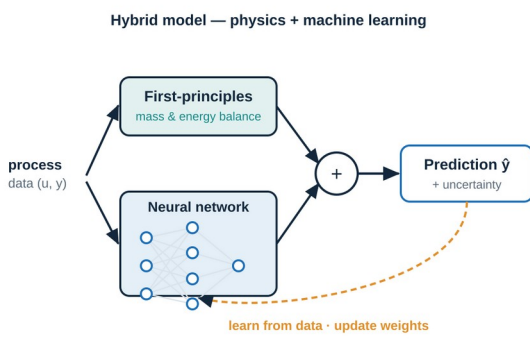 Hybrid model — physics + machine learning
First-principles
mass & energy balance
process
data (u, y)
+
Prediction ŷ
+ uncertainty
Neural network
learn from data · update weights